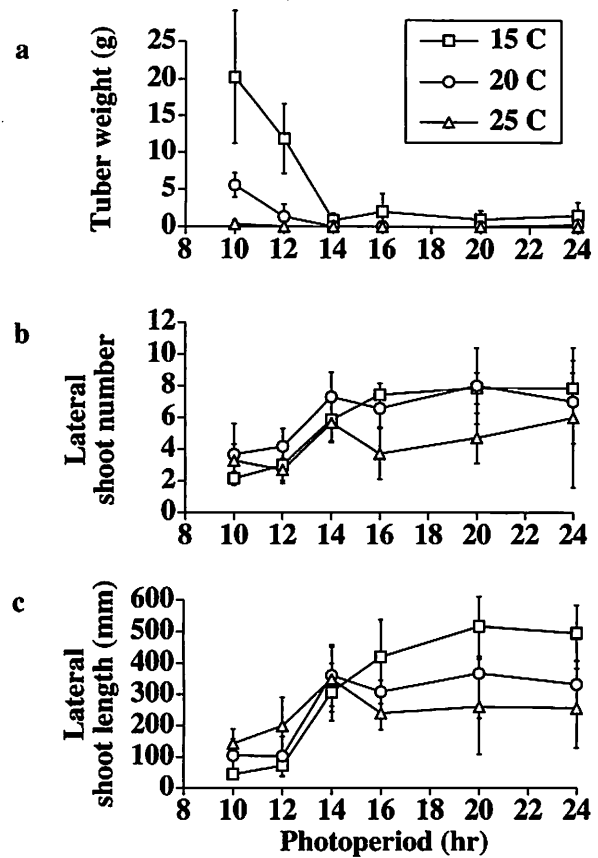 a
Tuber weight (g)
25
20
15
10
5
0
8 10 12 14 16 18 20 22 24
15 C
20 C
25 C
b
Lateral
shoot number
12
10
8
6
4
2
0
8 10 12 14 16 18 20 22 24
c
Lateral
shoot length (mm)
600
500
400
300
200
100
0
8 10 12 14 16 18 20 22 24
Photoperiod (hr)